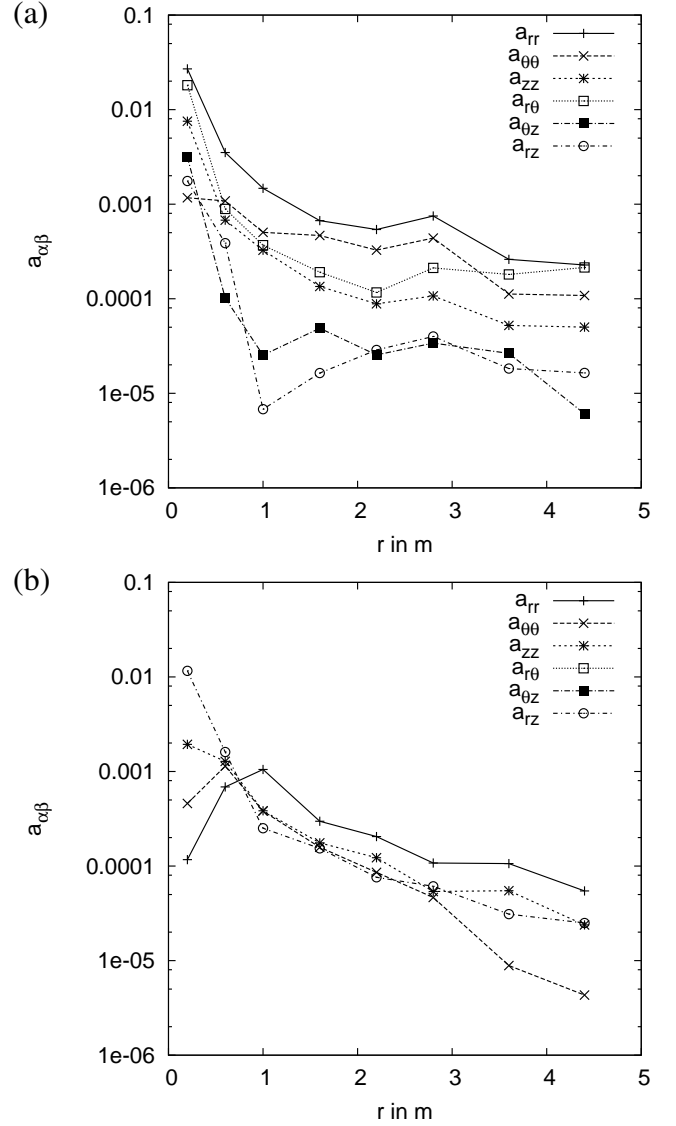 (a)
0.1
0.01
0.001
0.0001
1e-05
1e-06
a_αβ
0 1 2 3 4 5
r in m
a_rr
a_θθ
a_zz
a_rθ
a_θz
a_rz
(b)
0.1
0.01
0.001
0.0001
1e-05
1e-06
a_αβ
0 1 2 3 4 5
r in m
a_rr
a_θθ
a_zz
a_rθ
a_θz
a_rz